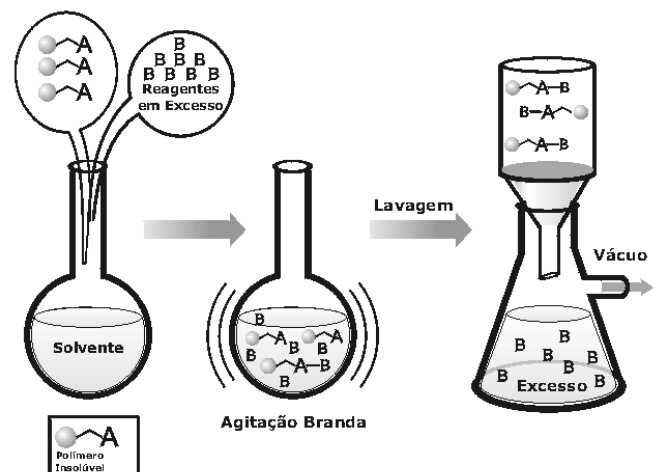 A
A
A
B
B B B
B B B B
Reagentes
em Excesso
Solvente
B
A
A
B
B
B
A-B
B
Agitação Branda
Lavagem
A-B
B-A
A-B
Vácuo
B
B
B
B
B
B
Excesso
A
Polímero
Insolúvel